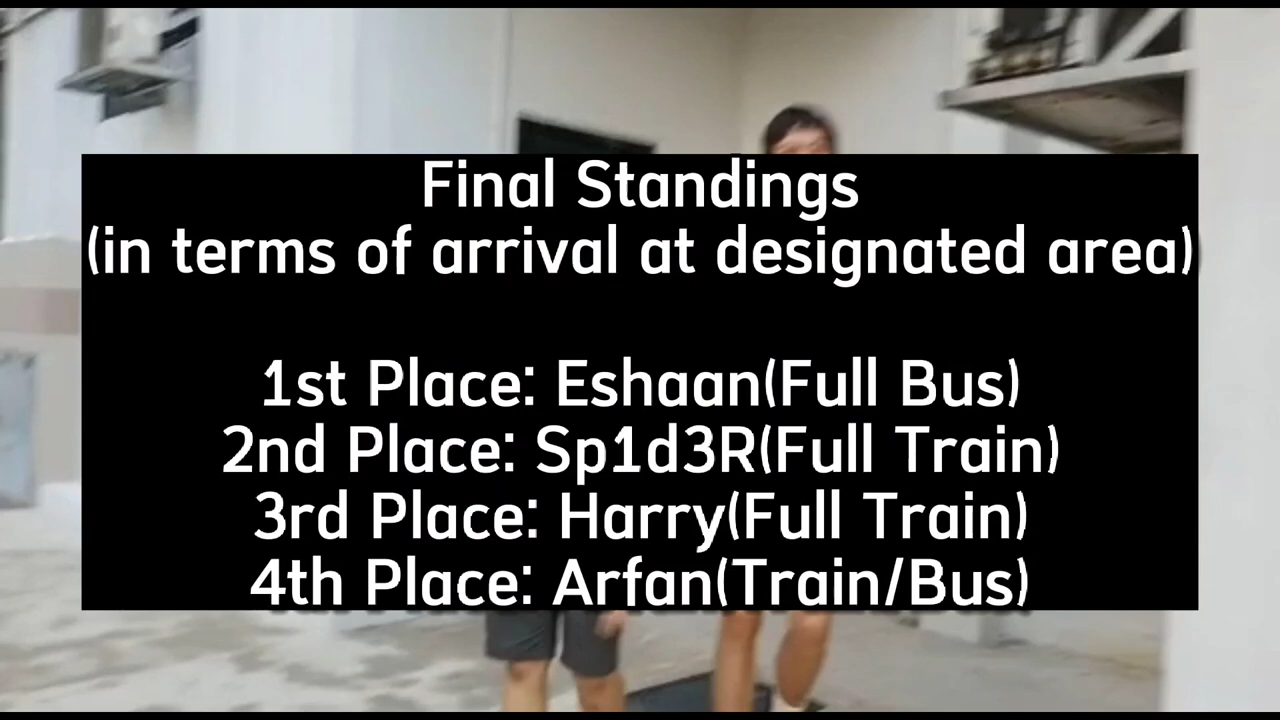 Final Standings
(in terms of arrival at designated area)
1st Place: Eshaan(Full Bus)
2nd Place: Sp1d3R(Full Train)
3rd Place: Harry(Full Train)
4th Place: Arfan(Train/Bus)